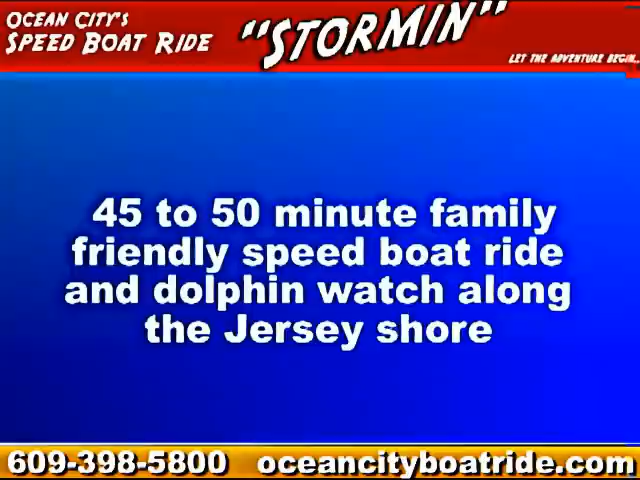 OCEAN CITY'S
SPEED BOAT RIDE
"STORMIN"
LET THE ADVENTURE BEGIN..
45 to 50 minute family
friendly speed boat ride
and dolphin watch along
the Jersey shore
609-398-5800 oceancityboatride.com